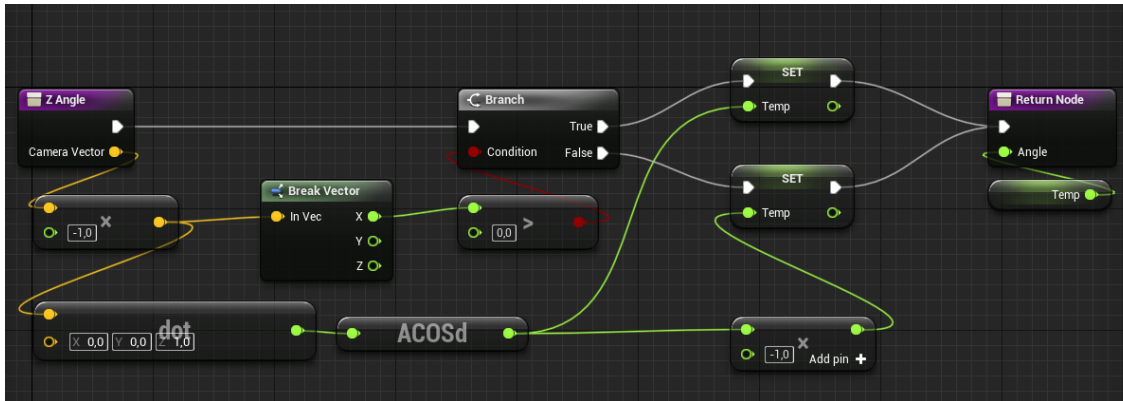 Z Angle
Camera Vector
-1,0 ×
Break Vector
In Vec X
Y
Z
dot
X 0,0 Y 0,0 Z 1,0
ACOSd
Branch
True
Condition False
0,0 >
SET
Temp
SET
Temp
-1,0 ×
Add pin +
Return Node
Angle
Temp